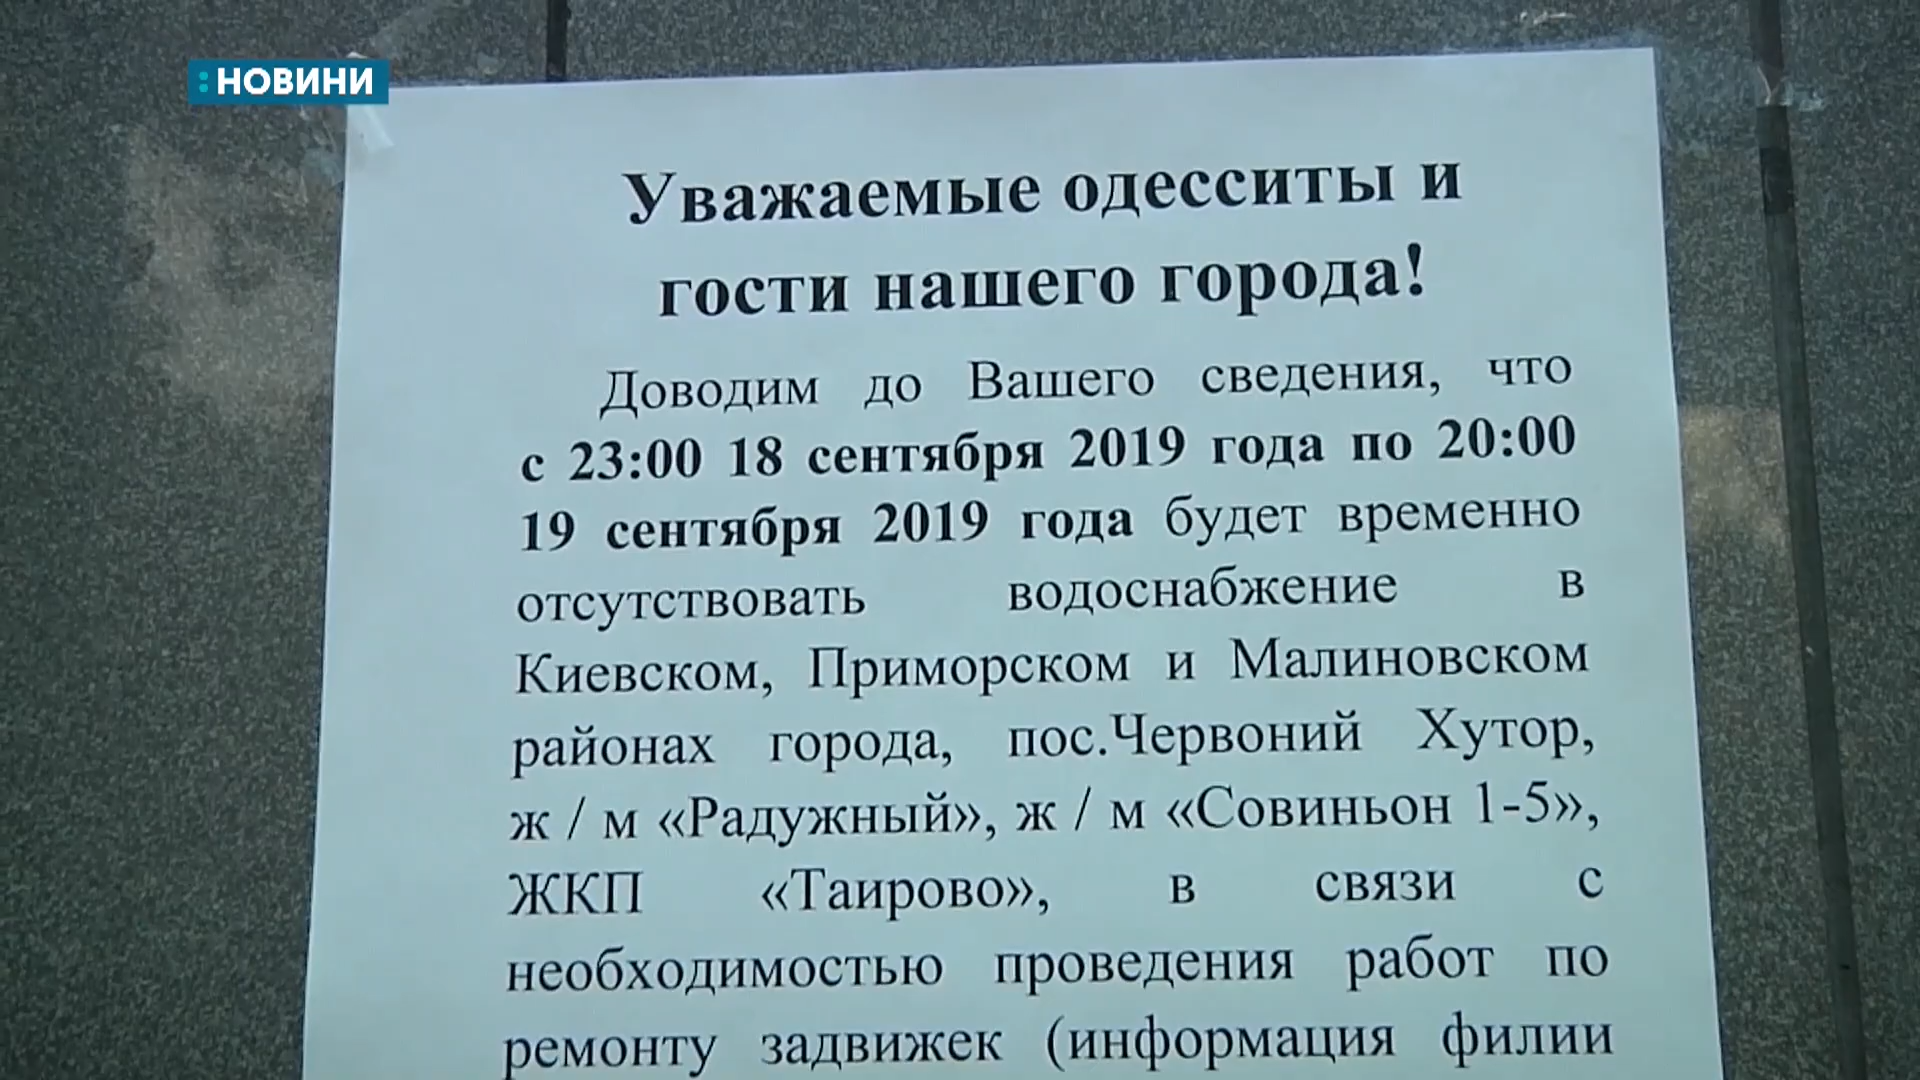 :НОВИНИ
Уважаемые одесситы и
гости нашего города!
Доводим до Вашего сведения, что
с 23:00 18 сентября 2019 года по 20:00
19 сентября 2019 года будет временно
отсутствовать водоснабжение в
Киевском, Приморском и Малиновском
районах города, пос.Червоний Хутор,
ж / м «Радужный», ж / м «Совиньон 1-5»,
ЖКП «Таирово», в связи с
необходимостью проведения работ по
ремонту задвижек (информация филии